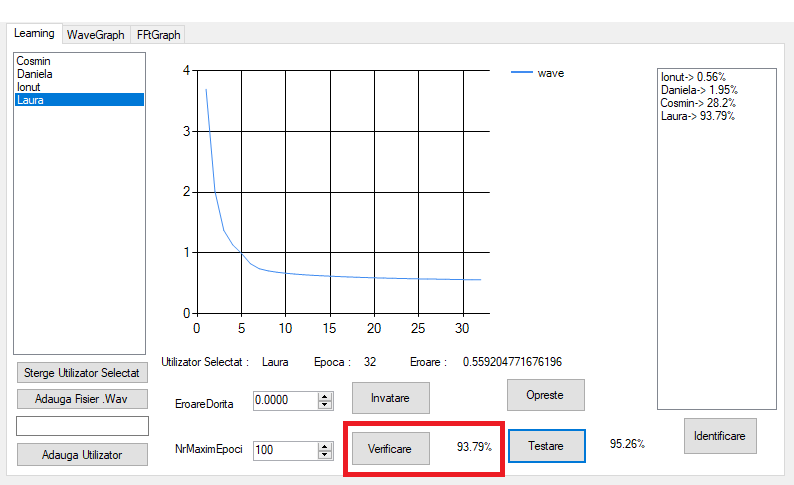 Learning WaveGraph FFtGraph
Cosmin
Daniela
Ionut
Laura
4
3
2
1
0
0 5 10 15 20 25 30
wave
Ionut-> 0.56%
Daniela-> 1.95%
Cosmin-> 28.2%
Laura-> 93.79%
Utilizator Selectat : Laura Epoca : 32 Eroare : 0.559204771676196
Sterge Utilizator Selectat
Adauga Fisier .Wav
Adauga Utilizator
EroareDorita 0.0000 Invatare Opreste
NrMaximEpoci 100 Verificare 93.79% Testare 95.26% Identificare